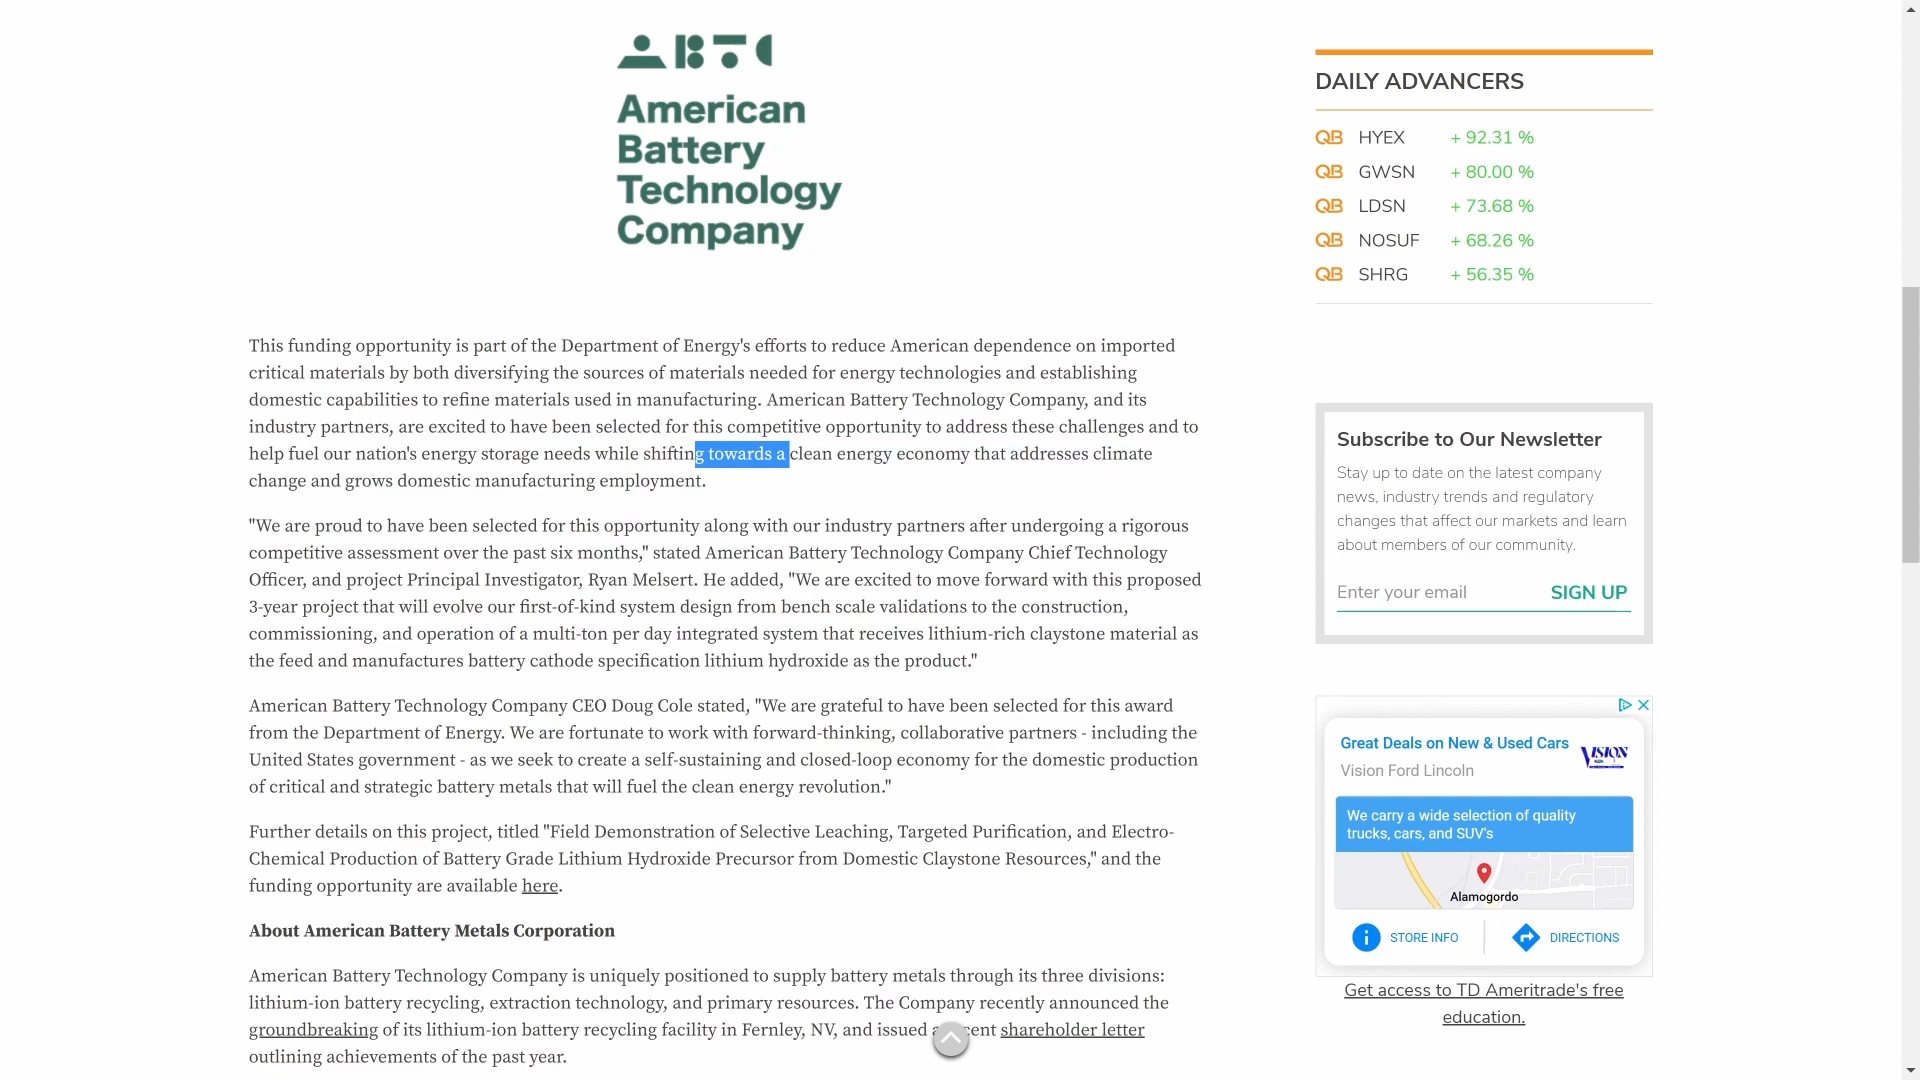 American
Battery
Technology
Company
This funding opportunity is part of the Department of Energy's efforts to reduce American dependence on imported
critical materials by both diversifying the sources of materials needed for energy technologies and establishing
domestic capabilities to refine materials used in manufacturing. American Battery Technology Company, and its
industry partners, are excited to have been selected for this competitive opportunity to address these challenges and to
help fuel our nation's energy storage needs while shifting towards a clean energy economy that addresses climate
change and grows domestic manufacturing employment.
"We are proud to have been selected for this opportunity along with our industry partners after undergoing a rigorous
competitive assessment over the past six months," stated American Battery Technology Company Chief Technology
Officer, and project Principal Investigator, Ryan Melsert. He added, "We are excited to move forward with this proposed
3-year project that will evolve our first-of-kind system design from bench scale validations to the construction,
commissioning, and operation of a multi-ton per day integrated system that receives lithium-rich claystone material as
the feed and manufactures battery cathode specification lithium hydroxide as the product."
American Battery Technology Company CEO Doug Cole stated, "We are grateful to have been selected for this award
from the Department of Energy. We are fortunate to work with forward-thinking, collaborative partners - including the
United States government - as we seek to create a self-sustaining and closed-loop economy for the domestic production
of critical and strategic battery metals that will fuel the clean energy revolution."
Further details on this project, titled "Field Demonstration of Selective Leaching, Targeted Purification, and Electro-
Chemical Production of Battery Grade Lithium Hydroxide Precursor from Domestic Claystone Resources," and the
funding opportunity are available here.
About American Battery Metals Corporation
American Battery Technology Company is uniquely positioned to supply battery metals through its three divisions:
lithium-ion battery recycling, extraction technology, and primary resources. The Company recently announced the
groundbreaking of its lithium-ion battery recycling facility in Fernley, NV, and issued a cent shareholder letter
outlining achievements of the past year.
DAILY ADVANCERS
QB HYEX + 92.31 %
QB GWSN + 80.00 %
QB LDSN + 73.68 %
QB NOSUF + 68.26 %
QB SHRG + 56.35 %
Subscribe to Our Newsletter
Stay up to date on the latest company
news, industry trends and regulatory
changes that affect our markets and learn
about members of our community.
Enter your email SIGN UP
Great Deals on New & Used Cars
VISION
Vision Ford Lincoln
We carry a wide selection of quality
trucks, cars, and SUV's
Alamogordo
STORE INFO DIRECTIONS
Get access to TD Ameritrade's free
education.